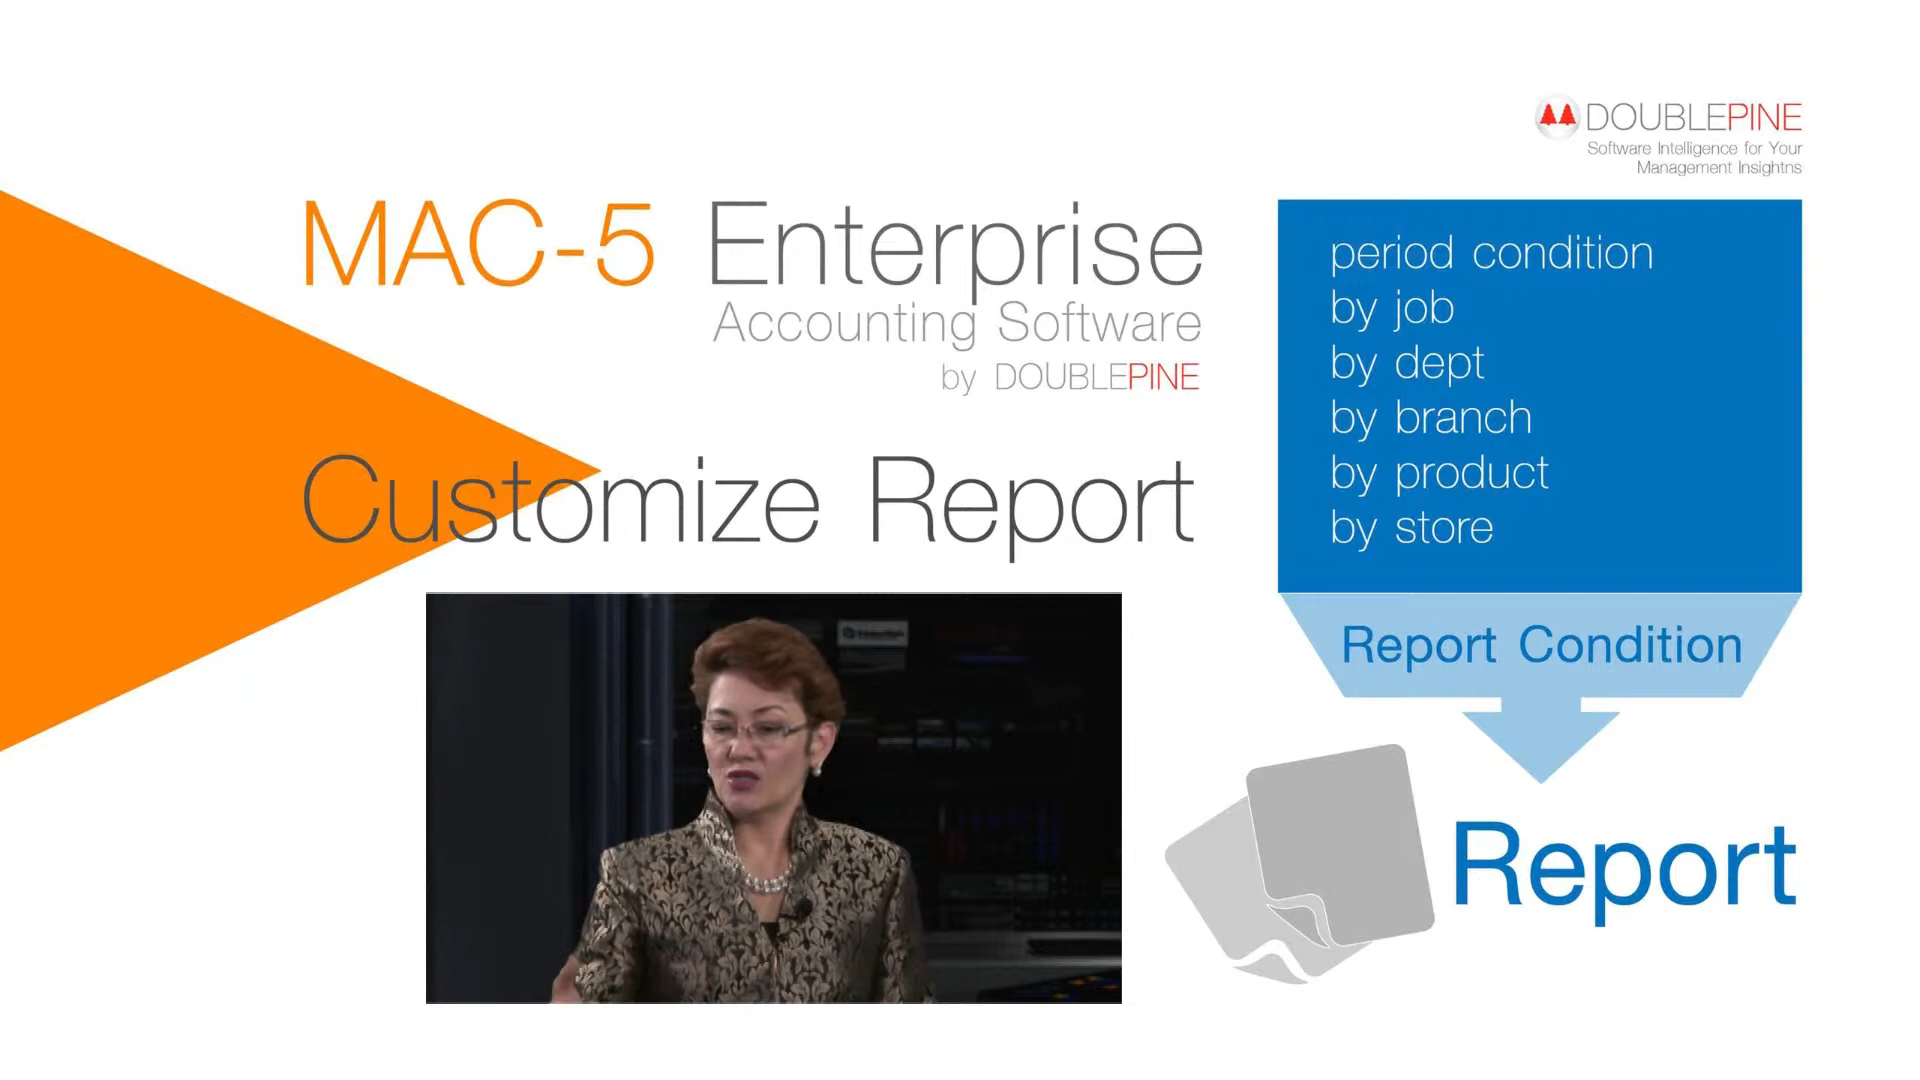 DOUBLEPINE
Software Intelligence for Your
Management Insightns
MAC-5 Enterprise
Accounting Software
by DOUBLEPINE
Customize Report
period condition
by job
by dept
by branch
by product
by store
Report Condition
Report